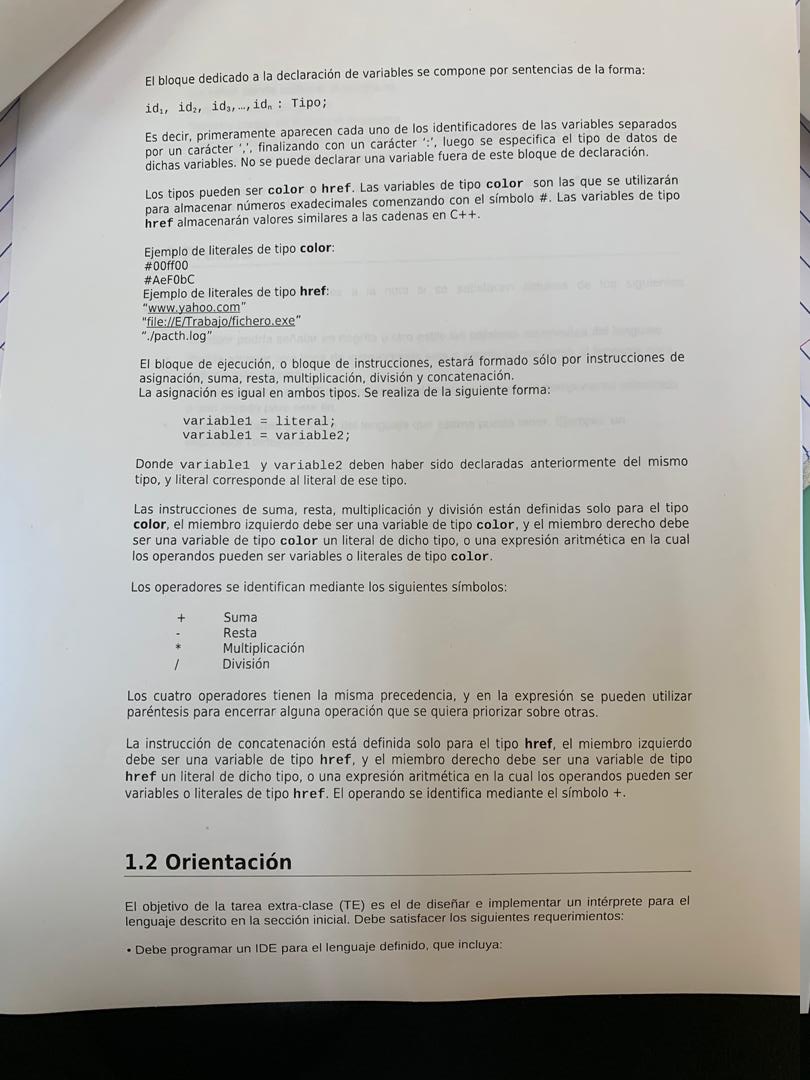 El bloque dedicado a la declaración de variables se compone por sentencias de la forma:
id₁, id₂, id₃,…,idₙ : Tipo;
Es decir, primeramente aparecen cada uno de los identificadores de las variables separados
por un carácter ‘,’, finalizando con un carácter ‘:’, luego se especifica el tipo de datos de
dichas variables. No se puede declarar una variable fuera de este bloque de declaración.
Los tipos pueden ser color o href. Las variables de tipo color son las que se utilizarán
para almacenar números exadecimales comenzando con el símbolo #. Las variables de tipo
href almacenarán valores similares a las cadenas en C++.
Ejemplo de literales de tipo color:
#00ff00
#AeF0bC
Ejemplo de literales de tipo href:
“www.yahoo.com”
“file://E/Trabajo/fichero.exe”
“./pacth.log”
El bloque de ejecución, o bloque de instrucciones, estará formado sólo por instrucciones de
asignación, suma, resta, multiplicación, división y concatenación.
La asignación es igual en ambos tipos. Se realiza de la siguiente forma:
variable1 = literal;
variable1 = variable2;
Donde variable1 y variable2 deben haber sido declaradas anteriormente del mismo
tipo, y literal corresponde al literal de ese tipo.
Las instrucciones de suma, resta, multiplicación y división están definidas solo para el tipo
color, el miembro izquierdo debe ser una variable de tipo color, y el miembro derecho debe
ser una variable de tipo color un literal de dicho tipo, o una expresión aritmética en la cual
los operandos pueden ser variables o literales de tipo color.
Los operadores se identifican mediante los siguientes símbolos:
+ Suma
- Resta
* Multiplicación
/ División
Los cuatro operadores tienen la misma precedencia, y en la expresión se pueden utilizar
paréntesis para encerrar alguna operación que se quiera priorizar sobre otras.
La instrucción de concatenación está definida solo para el tipo href, el miembro izquierdo
debe ser una variable de tipo href, y el miembro derecho debe ser una variable de tipo
href un literal de dicho tipo, o una expresión aritmética en la cual los operandos pueden ser
variables o literales de tipo href. El operando se identifica mediante el símbolo +.
1.2 Orientación
El objetivo de la tarea extra-clase (TE) es el de diseñar e implementar un intérprete para el
lenguaje descrito en la sección inicial. Debe satisfacer los siguientes requerimientos:
• Debe programar un IDE para el lenguaje definido, que incluya: